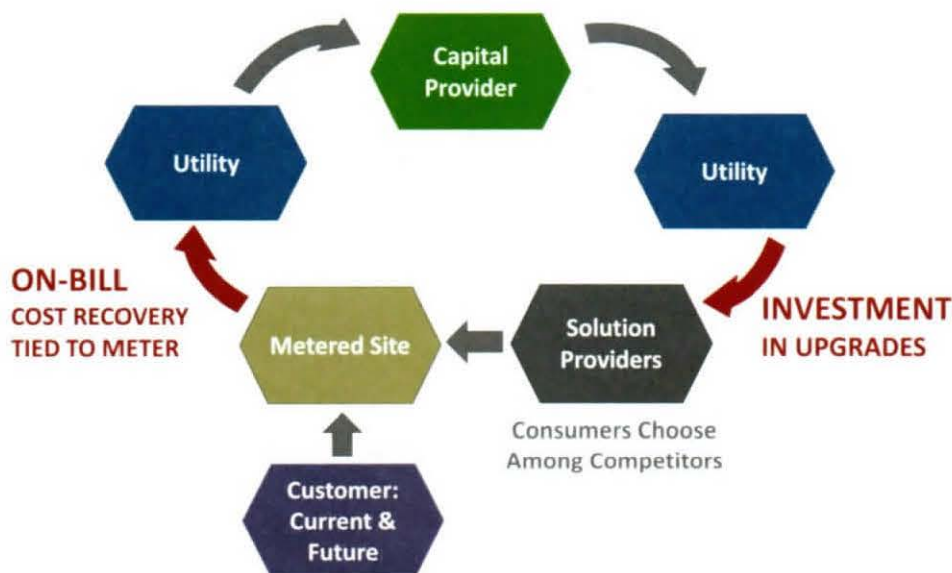 Capital
Provider
Utility
Utility
ON-BILL
COST RECOVERY
TIED TO METER
Metered Site
Solution
Providers
INVESTMENT
IN UPGRADES
Consumers Choose
Among Competitors
Customer:
Current &
Future